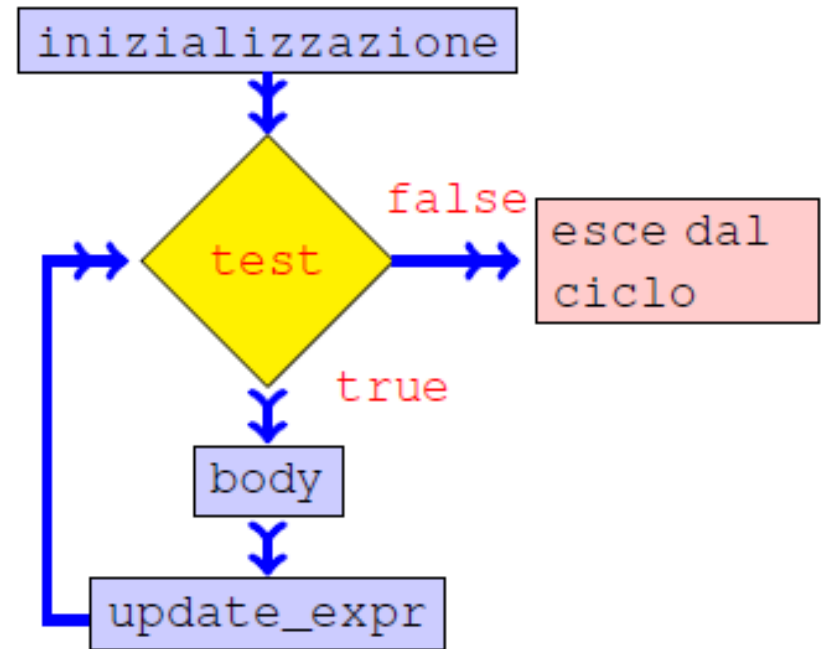 inizializzazione
false
test
esce dal
ciclo
true
body
update_expr